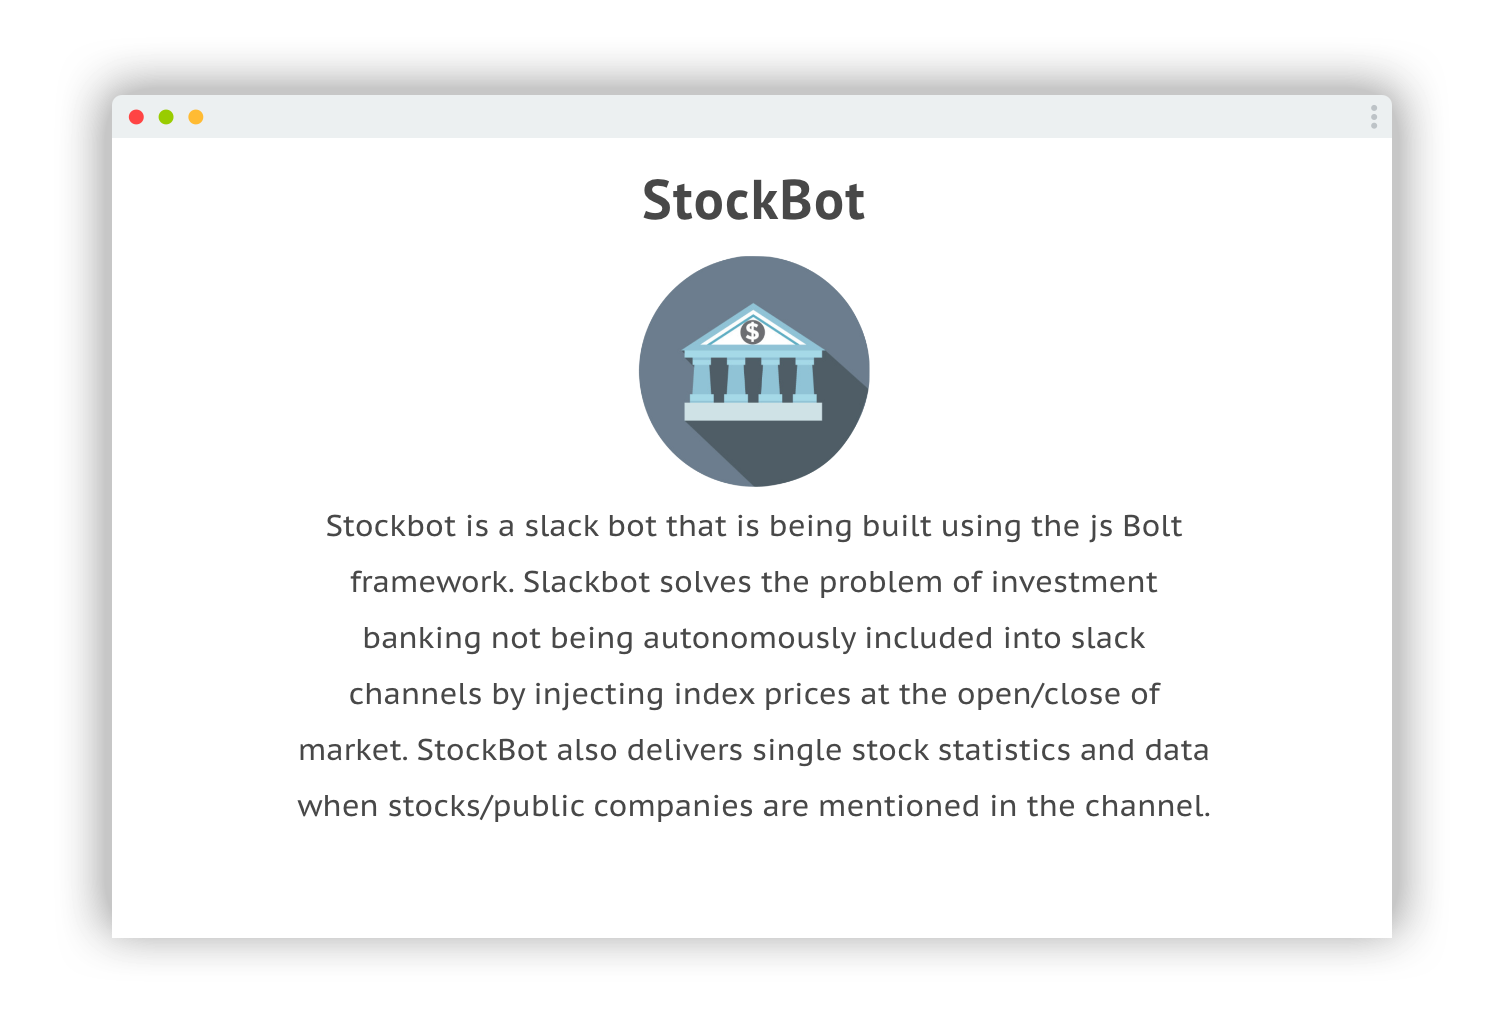 StockBot
$
Stockbot is a slack bot that is being built using the js Bolt
framework. Slackbot solves the problem of investment
banking not being autonomously included into slack
channels by injecting index prices at the open/close of
market. StockBot also delivers single stock statistics and data
when stocks/public companies are mentioned in the channel.